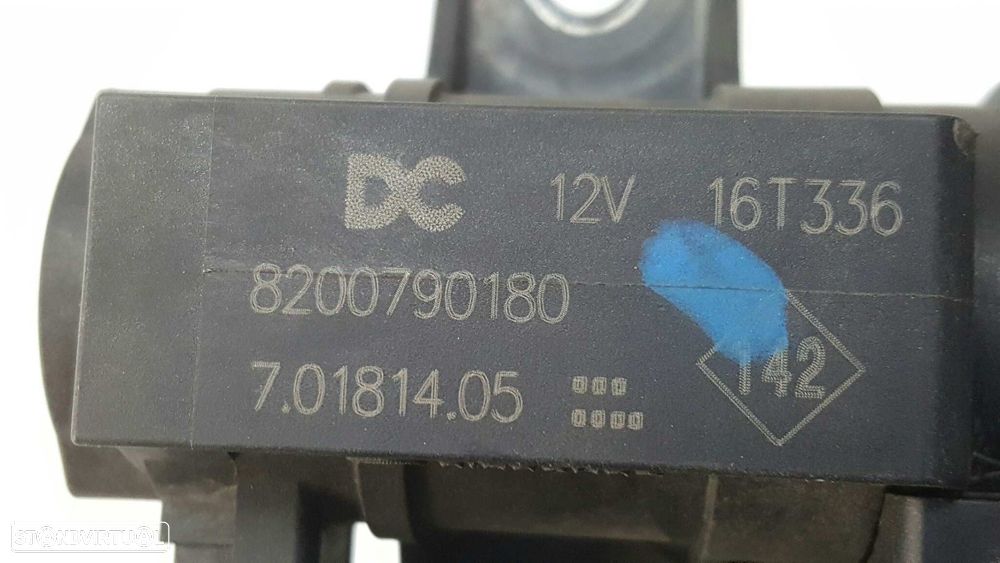 DC 12V 16T336
8200790180
7.01814.05
142
STANDVIRTUAL